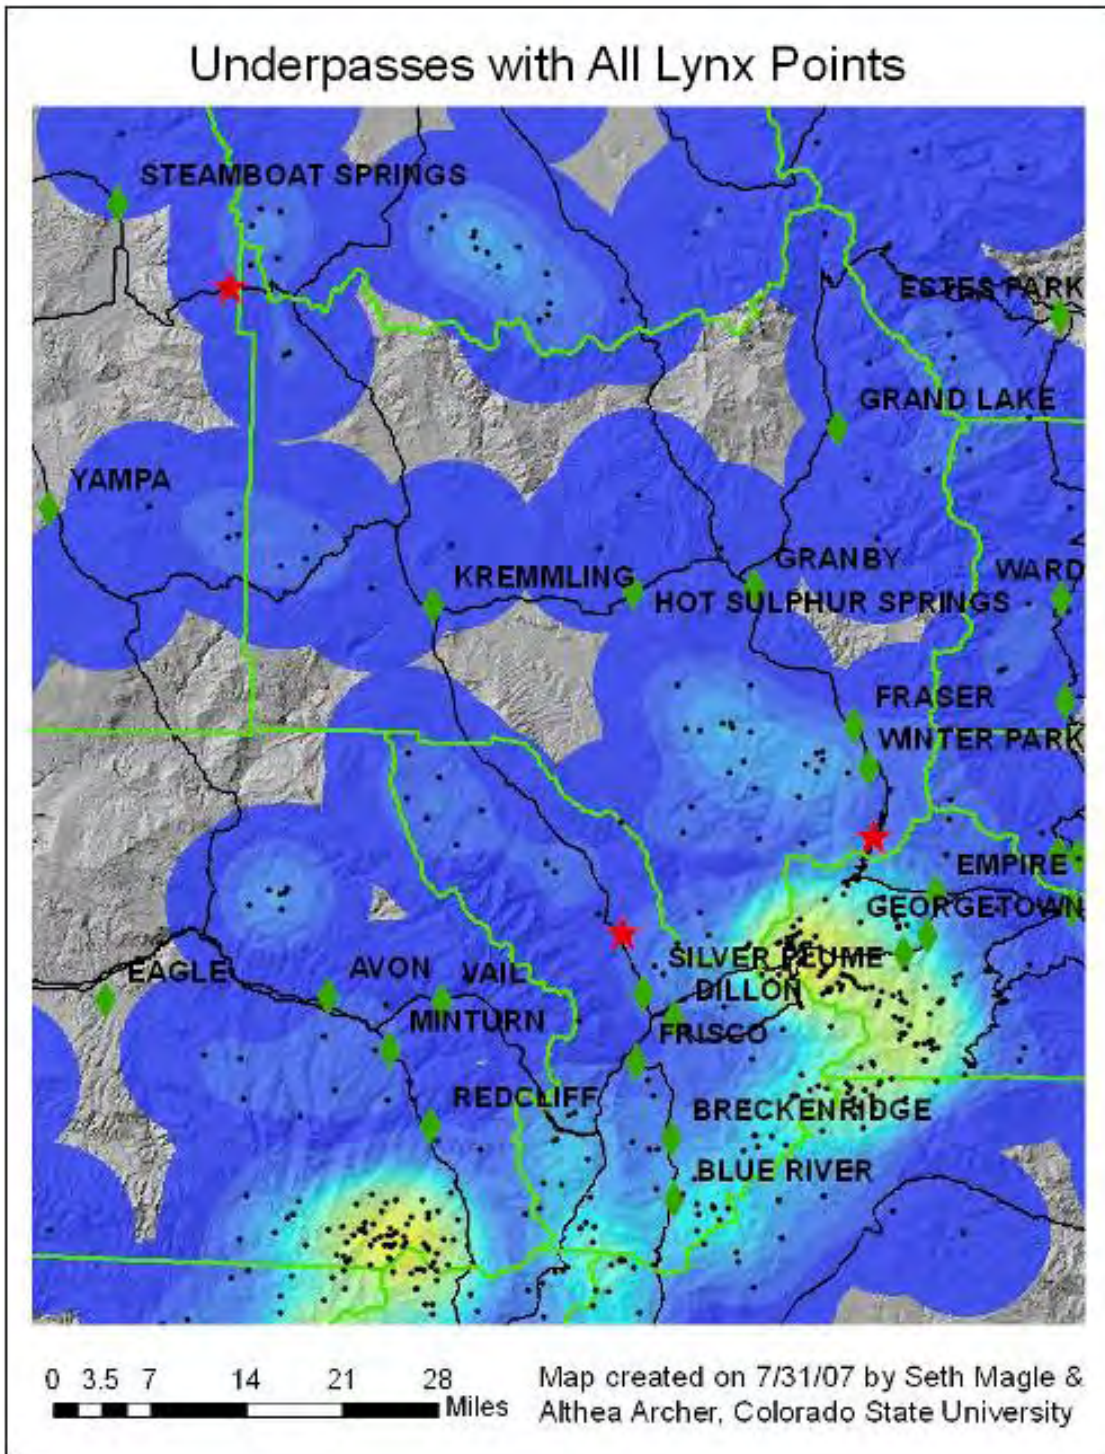 Underpasses with All Lynx Points
STEAMBOAT SPRINGS
ESTES PARK
GRAND LAKE
YAMPA
GRANBY
WARD
KREMMLING
HOT SULPHUR SPRINGS
FRASER
WINTER PARK
EMPIRE
GEORGETOWN
SILVER PLUME
EAGLE
AVON
VAIL
DILLON
MINTURN
FRISCO
REDCLIFF
BRECKENRIDGE
BLUE RIVER
0 3.5 7 14 21 28
Miles
Map created on 7/31/07 by Seth Magle &
Althea Archer, Colorado State University